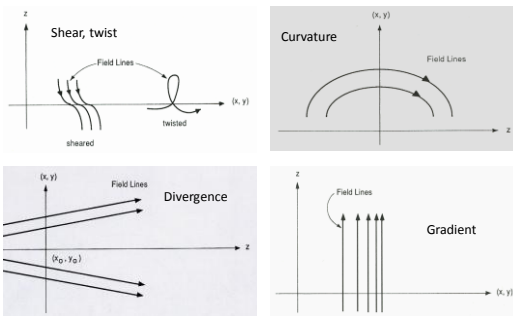 Shear, twist
z
Field Lines
(x, y)
sheared
twisted
(x, y)
Curvature
Field Lines
z
(x, y)
Field Lines
Divergence
z
(x₀, y₀)
z
Field Lines
Gradient
(x, y)